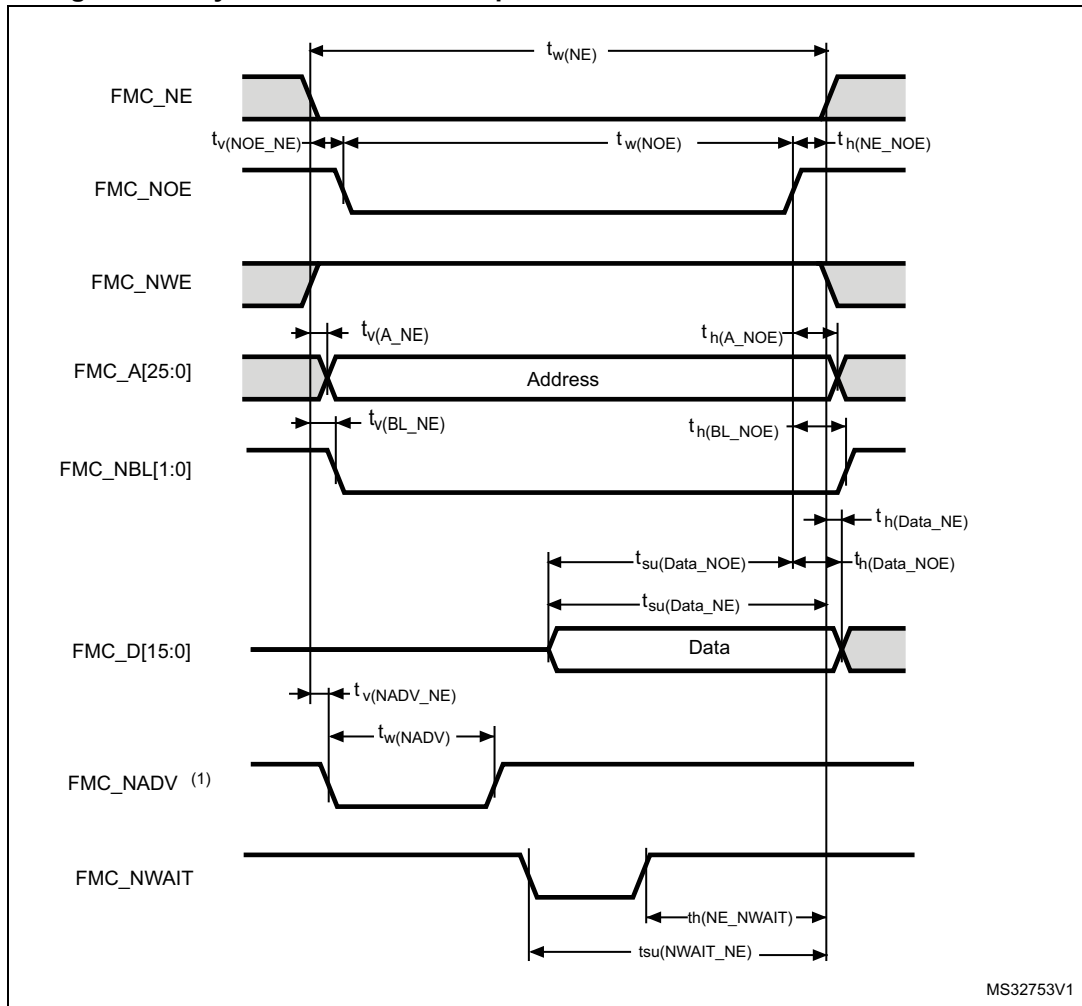 tw(NE)
FMC_NE
tv(NOE_NE)
tw(NOE)
th(NE_NOE)
FMC_NOE
FMC_NWE
tv(A_NE)
th(A_NOE)
FMC_A[25:0]
Address
tv(BL_NE)
th(BL_NOE)
FMC_NBL[1:0]
th(Data_NE)
tsu(Data_NOE)
th(Data_NOE)
tsu(Data_NE)
FMC_D[15:0]
Data
tv(NADV_NE)
tw(NADV)
FMC_NADV (1)
FMC_NWAIT
th(NE_NWAIT)
tsu(NWAIT_NE)
MS32753V1